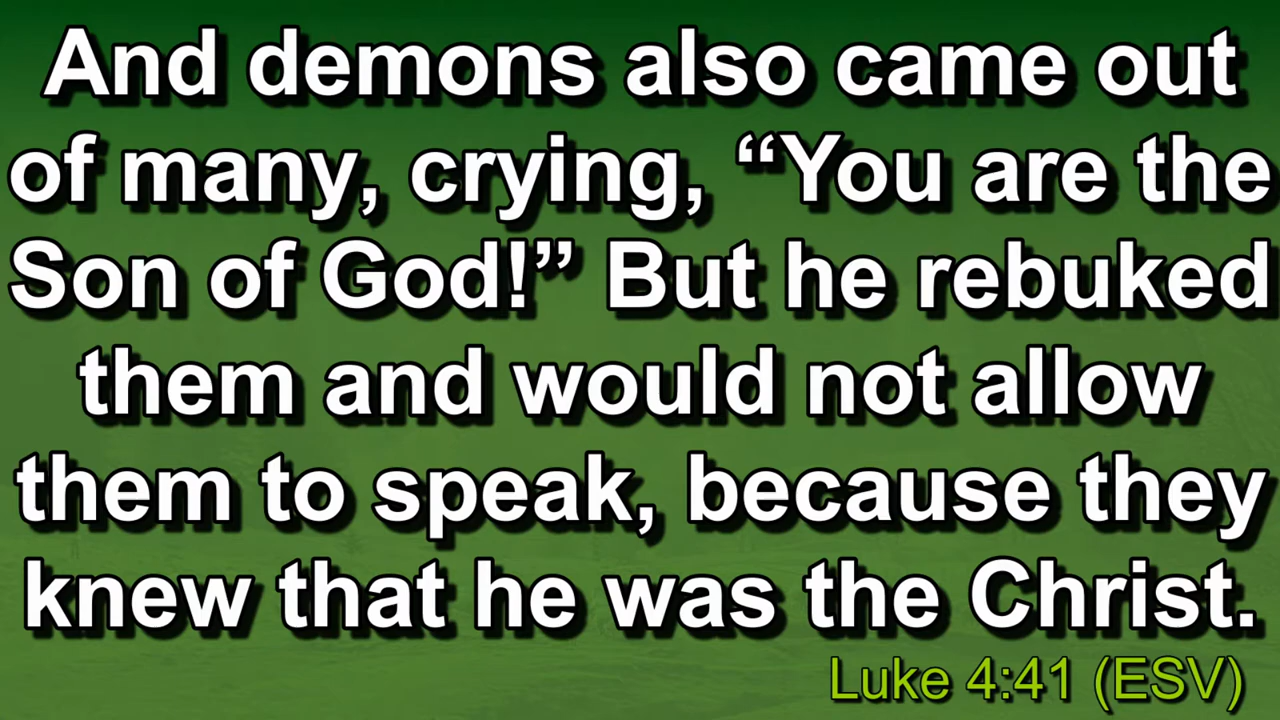 And demons also came out
of many, crying, “You are the
Son of God!” But he rebuked
them and would not allow
them to speak, because they
knew that he was the Christ.
Luke 4:41 (ESV)